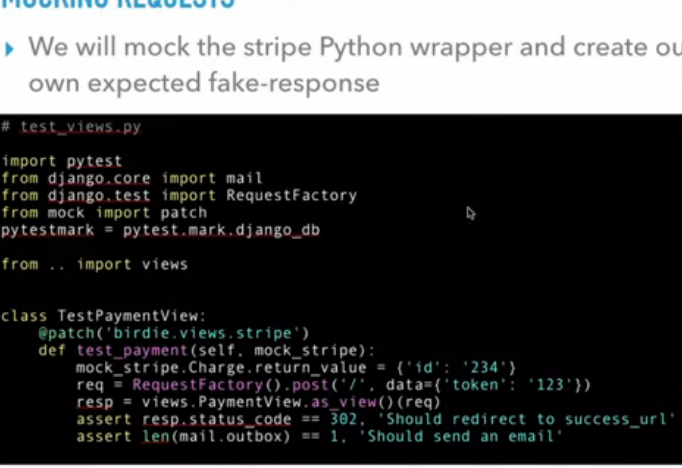 MOCKING REQUESTS
▸ We will mock the stripe Python wrapper and create ou
own expected fake-response
# test_views.py
import pytest
from django.core import mail
from django.test import RequestFactory
from mock import patch
pytestmark = pytest.mark.django_db
from .. import views
class TestPaymentView:
    @patch('birdie.views.stripe')
    def test_payment(self, mock_stripe):
        mock_stripe.Charge.return_value = {'id': '234'}
        req = RequestFactory().post('/', data={'token': '123'})
        resp = views.PaymentView.as_view()(req)
        assert resp.status_code == 302, 'Should redirect to success_url'
        assert len(mail.outbox) == 1, 'Should send an email'